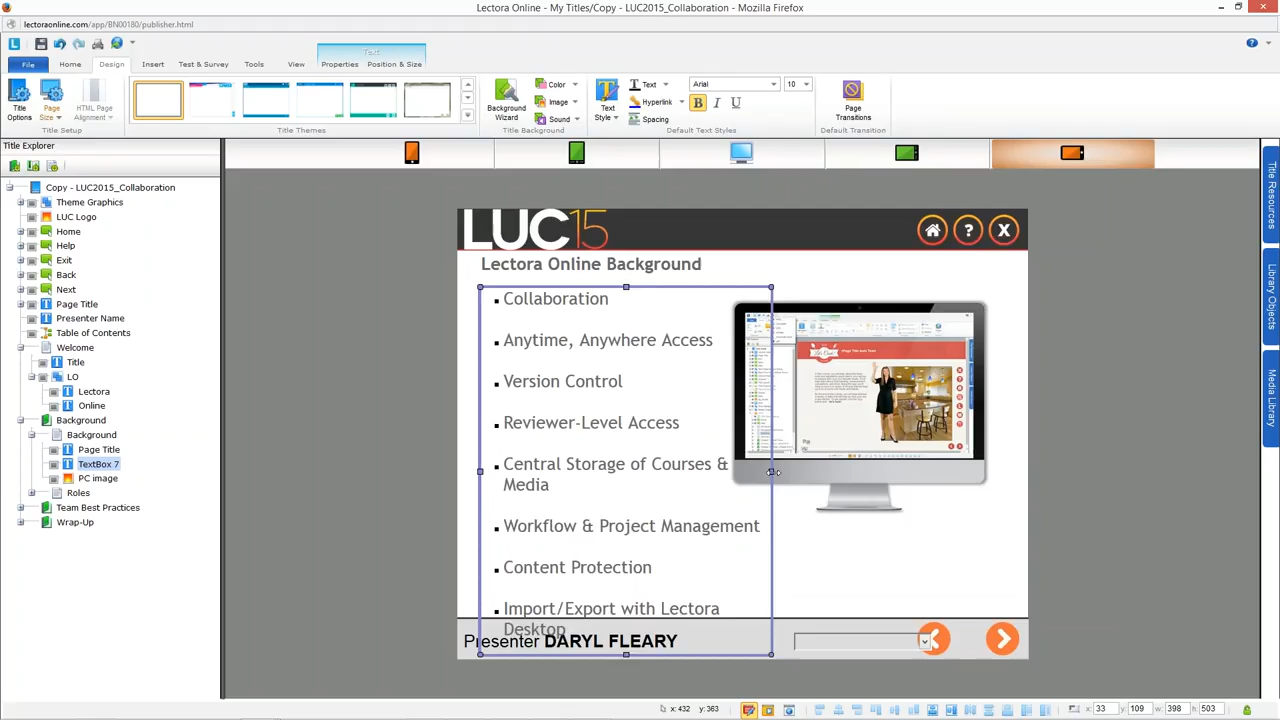 Lectora Online - My Titles/Copy - LUC2015_Collaboration - Mozilla Firefox
lectoraonline.com/app/BN00180/publisher.html
L
Text
File Home Design Insert Test & Survey Tools View Properties Position & Size
Title Options
Page Size
HTML Page Alignment
Background Wizard
Color
Image
Sound
Text Style
Text
Hyperlink
Spacing
Arial 10
B I U
Page Transitions
Title Setup Title Themes Title Background Default Text Styles Default Transition
Title Explorer
Copy - LUC2015_Collaboration
Theme Graphics
LUC Logo
Home
Help
Exit
Back
Next
Page Title
Presenter Name
Table of Contents
Welcome
Title
LO
Lectora
Online
Background
Background
Page Title
TextBox 7
PC image
Roles
Team Best Practices
Wrap-Up
LUC15
? X
Lectora Online Background
Collaboration
Anytime, Anywhere Access
Version Control
Reviewer-Level Access
Central Storage of Courses &
Media
Workflow & Project Management
Content Protection
Import/Export with Lectora
Desktop
Presenter DARYL FLEARY
Title Resources
Library Objects
Media Library
x: 432 y: 363
x: 33 y: 109 w: 398 h: 503